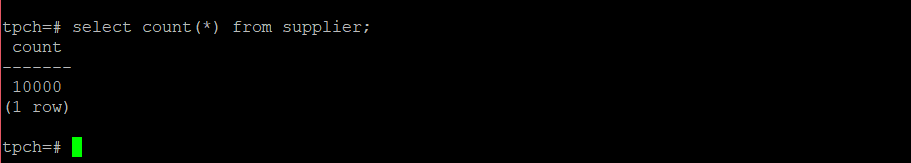 tpch=# select count(*) from supplier;
count
-------
10000
(1 row)
tpch=#